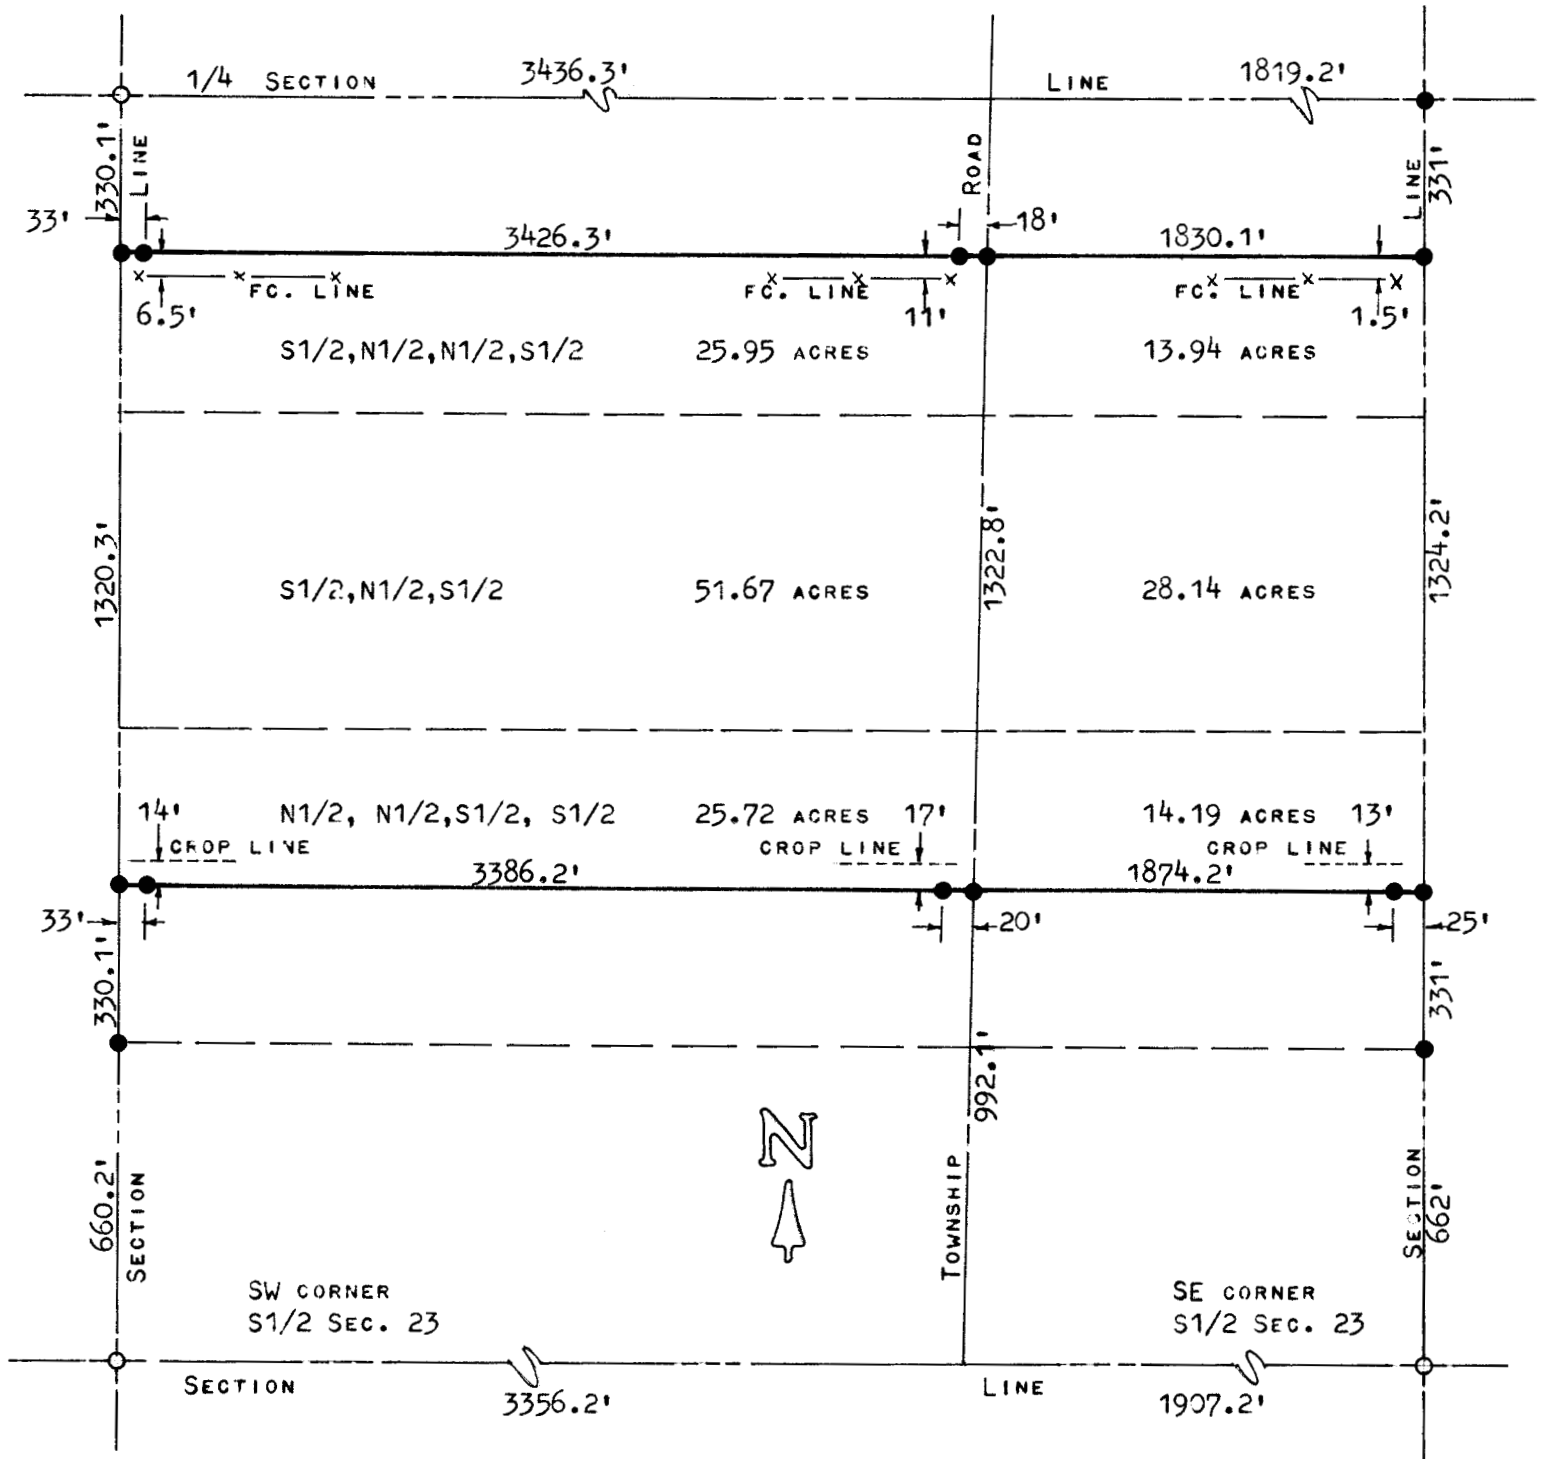 1/4 SECTION 3436.3' LINE 1819.2'
330.1'
LINE
ROAD
LINE
331'
33'
3426.3'
18'
1830.1'
FC. LINE
FC. LINE
FC. LINE
6.5'
11'
1.5'
S1/2,N1/2,N1/2,S1/2 25.95 ACRES 13.94 ACRES
1320.3'
1322.8'
1324.2'
S1/2,N1/2,S1/2 51.67 ACRES 28.14 ACRES
14' N1/2, N1/2,S1/2, S1/2 25.72 ACRES 17' 14.19 ACRES 13'
CROP LINE
CROP LINE
CROP LINE
3386.2'
1874.2'
33'
20'
25'
330.1'
331'
992.1'
N
660.2'
SECTION
TOWNSHIP
SECTION
662'
SW CORNER
S1/2 SEC. 23
SE CORNER
S1/2 SEC. 23
SECTION
3356.2'
LINE
1907.2'